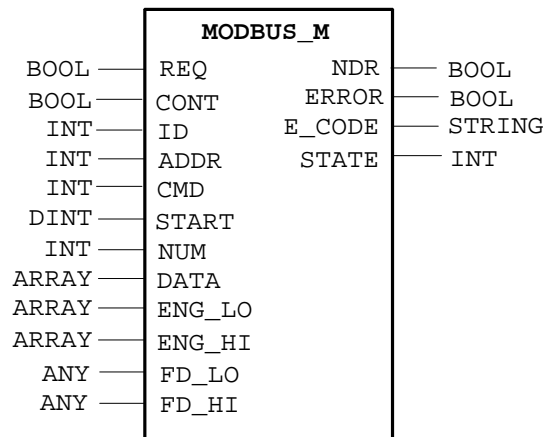 MODBUS_M
BOOL REQ NDR BOOL
BOOL CONT ERROR BOOL
INT ID E_CODE STRING
INT ADDR STATE INT
INT CMD
DINT START
INT NUM
ARRAY DATA
ARRAY ENG_LO
ARRAY ENG_HI
ANY FD_LO
ANY FD_HI